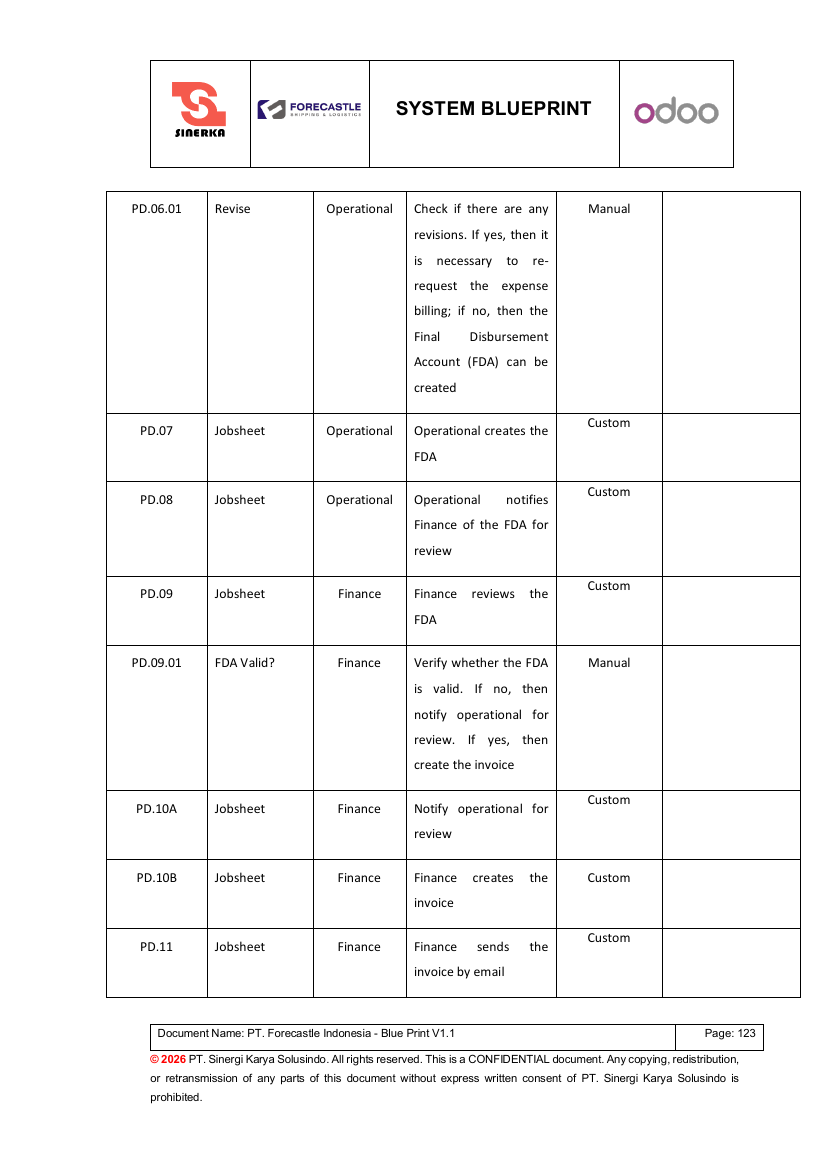 SINERKA
FORECASTLE
SHIPPING & LOGISTICS
SYSTEM BLUEPRINT
odoo
PD.06.01 Revise Operational Check if there are any Manual
revisions. If yes, then it
is necessary to re-
request the expense
billing; if no, then the
Final Disbursement
Account (FDA) can be
created
PD.07 Jobsheet Operational Operational creates the Custom
FDA
PD.08 Jobsheet Operational Operational notifies Custom
Finance of the FDA for
review
PD.09 Jobsheet Finance Finance reviews the Custom
FDA
PD.09.01 FDA Valid? Finance Verify whether the FDA Manual
is valid. If no, then
notify operational for
review. If yes, then
create the invoice
PD.10A Jobsheet Finance Notify operational for Custom
review
PD.10B Jobsheet Finance Finance creates the Custom
invoice
PD.11 Jobsheet Finance Finance sends the Custom
invoice by email
Document Name: PT. Forecastle Indonesia - Blue Print V1.1 Page: 123
© 2026 PT. Sinergi Karya Solusindo. All rights reserved. This is a CONFIDENTIAL document. Any copying, redistribution,
or retransmission of any parts of this document without express written consent of PT. Sinergi Karya Solusindo is
prohibited.